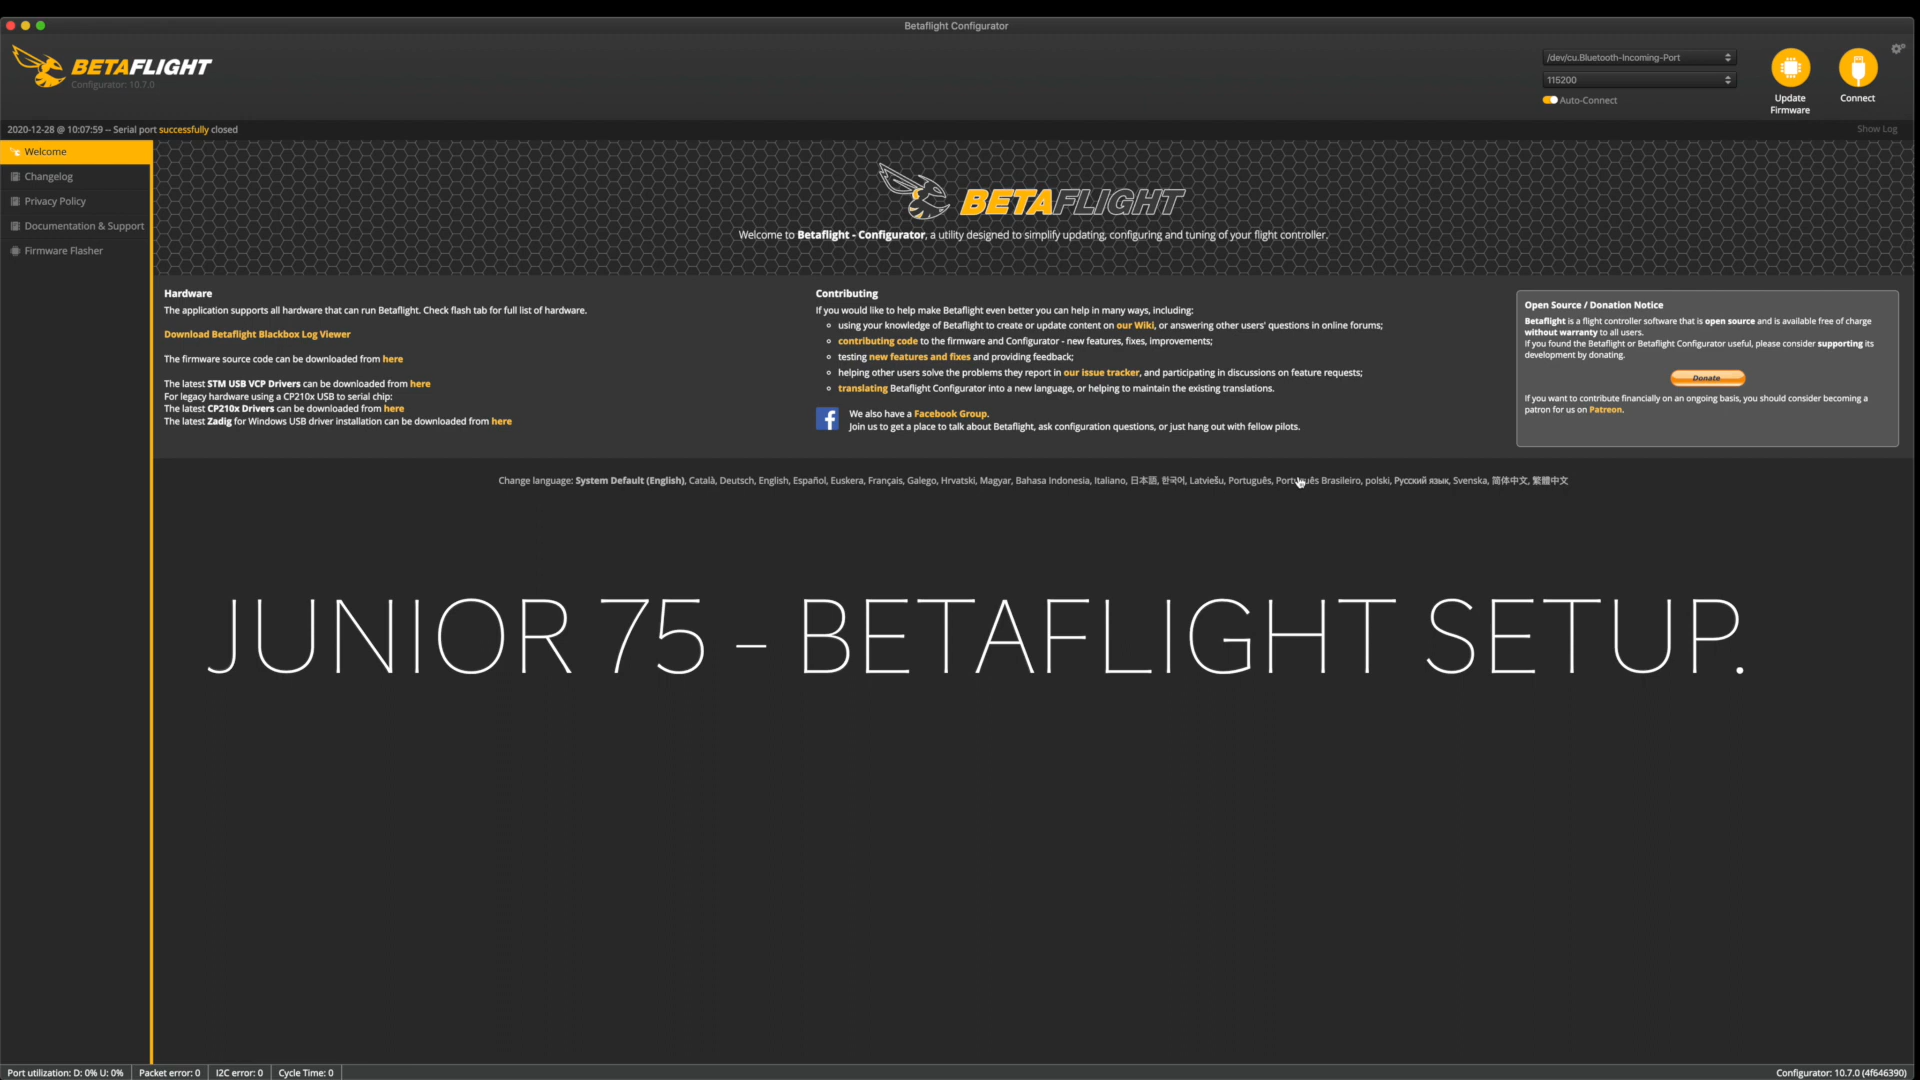 Betaflight Configurator
BETAFLIGHT
Configurator: 10.7.0
/dev/cu.Bluetooth-Incoming-Port
115200
Auto-Connect
Update
Firmware
Connect
2020-12-28 @ 10:07:59 -- Serial port successfully closed
Show Log
Welcome
Changelog
Privacy Policy
Documentation & Support
Firmware Flasher
BETAFLIGHT
Welcome to Betaflight - Configurator, a utility designed to simplify updating, configuring and tuning of your flight controller.
Hardware
The application supports all hardware that can run Betaflight. Check flash tab for full list of hardware.
Download Betaflight Blackbox Log Viewer
The firmware source code can be downloaded from here
The latest STM USB VCP Drivers can be downloaded from here
For legacy hardware using a CP210x USB to serial chip:
The latest CP210x Drivers can be downloaded from here
The latest Zadig for Windows USB driver installation can be downloaded from here
Contributing
If you would like to help make Betaflight even better you can help in many ways, including:
using your knowledge of Betaflight to create or update content on our Wiki, or answering other users' questions in online forums;
contributing code to the firmware and Configurator - new features, fixes, improvements;
testing new features and fixes and providing feedback;
helping other users solve the problems they report in our issue tracker, and participating in discussions on feature requests;
translating Betaflight Configurator into a new language, or helping to maintain the existing translations.
We also have a Facebook Group.
Join us to get a place to talk about Betaflight, ask configuration questions, or just hang out with fellow pilots.
Open Source / Donation Notice
Betaflight is a flight controller software that is open source and is available free of charge
without warranty to all users.
If you found the Betaflight or Betaflight Configurator useful, please consider supporting its
development by donating.
Donate
If you want to contribute financially on an ongoing basis, you should consider becoming a
patron for us on Patreon.
Change language: System Default (English), Català, Deutsch, English, Español, Euskera, Français, Galego, Hrvatski, Magyar, Bahasa Indonesia, Italiano, 日本語, 한국어, Latviešu, Português, Português Brasileiro, polski, Русский язык, Svenska, 简体中文, 繁體中文
JUNIOR 75 - BETAFLIGHT SETUP.
Port utilization: D: 0% U: 0%
Packet error: 0
I2C error: 0
Cycle Time: 0
Configurator: 10.7.0 (4f646390)